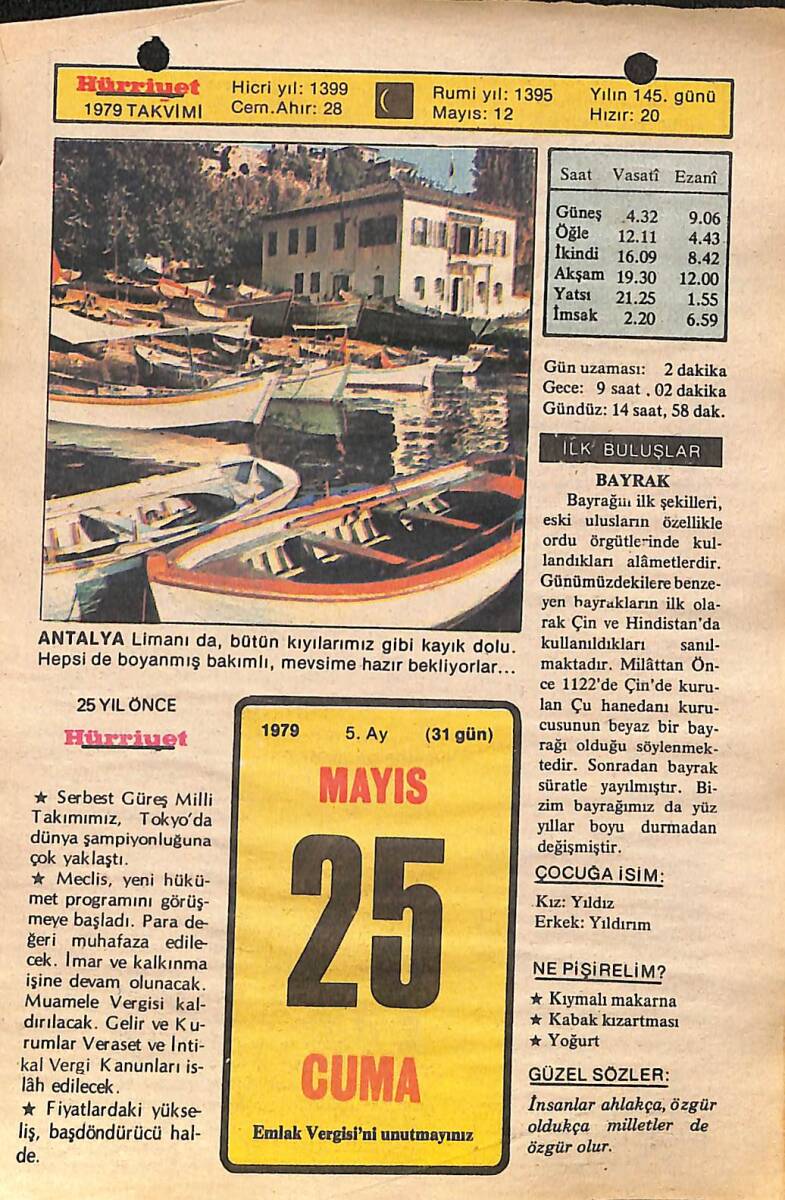 Hürriyet
1979 TAKVİMİ
Hicri yıl: 1399
Cem.Ahır: 28
Rumi yıl: 1395
Mayıs: 12
Yılın 145. günü
Hızır: 20
Saat Vasatî Ezanî
Güneş 4.32 9.06
Öğle 12.11 4.43
İkindi 16.09 8.42
Akşam 19.30 12.00
Yatsı 21.25 1.55
İmsak 2.20 6.59
Gün uzaması: 2 dakika
Gece: 9 saat . 02 dakika
Gündüz: 14 saat, 58 dak.
ANTALYA Limanı da, bütün kıyılarımız gibi kayık dolu.
Hepsi de boyanmış bakımlı, mevsime hazır bekliyorlar...
25 YIL ÖNCE
Hürriyet
★ Serbest Güreş Milli
Takımımız, Tokyo'da
dünya şampiyonluğuna
çok yaklaştı.
★ Meclis, yeni hükü-
met programını görüş-
meye başladı. Para de-
ğeri muhafaza edile-
cek. İmar ve kalkınma
işine devam olunacak.
Muamele Vergisi kal-
dırılacak. Gelir ve Ku-
rumlar Veraset ve İnti-
kal Vergi Kanunları is-
lâh edilecek.
★ Fiyatlardaki yükse-
liş, başdöndürücü hal-
de.
1979 5. Ay (31 gün)
MAYIS
25
CUMA
Emlak Vergisi'ni unutmayınız
İLK BULUŞLAR
BAYRAK
Bayrağın ilk şekilleri,
eski ulusların özellikle
ordu örgütlerinde kul-
landıkları alâmetlerdir.
Günümüzdekilere benze-
yen bayrakların ilk ola-
rak Çin ve Hindistan'da
kullanıldıkları sanıl-
maktadır. Milâttan Ön-
ce 1122'de Çin'de kuru-
lan Çu hanedanı kuru-
cusunun beyaz bir bay-
rağı olduğu söylenmek-
tedir. Sonradan bayrak
süratle yayılmıştır. Bi-
zim bayrağımız da yüz
yıllar boyu durmadan
değişmiştir.
ÇOCUĞA İSİM:
Kız: Yıldız
Erkek: Yıldırım
NE PİŞİRELİM?
★ Kıymalı makarna
★ Kabak kızartması
★ Yoğurt
GÜZEL SÖZLER:
İnsanlar ahlakça, özgür
oldukça milletler de
özgür olur.